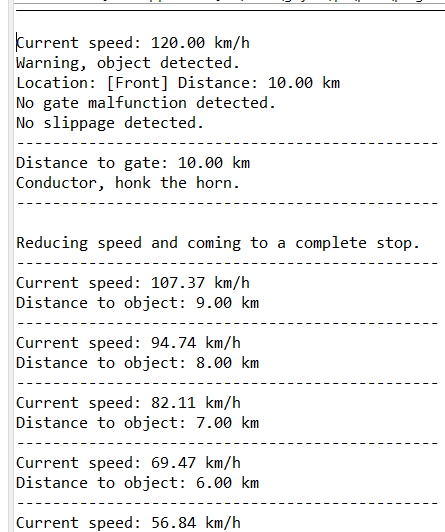 Current speed: 120.00 km/h
Warning, object detected.
Location: [Front] Distance: 10.00 km
No gate malfunction detected.
No slippage detected.
-----------------------------------------------
Distance to gate: 10.00 km
Conductor, honk the horn.
-----------------------------------------------
Reducing speed and coming to a complete stop.
-----------------------------------------------
Current speed: 107.37 km/h
Distance to object: 9.00 km
-----------------------------------------------
Current speed: 94.74 km/h
Distance to object: 8.00 km
-----------------------------------------------
Current speed: 82.11 km/h
Distance to object: 7.00 km
-----------------------------------------------
Current speed: 69.47 km/h
Distance to object: 6.00 km
-----------------------------------------------
Current speed: 56.84 km/h